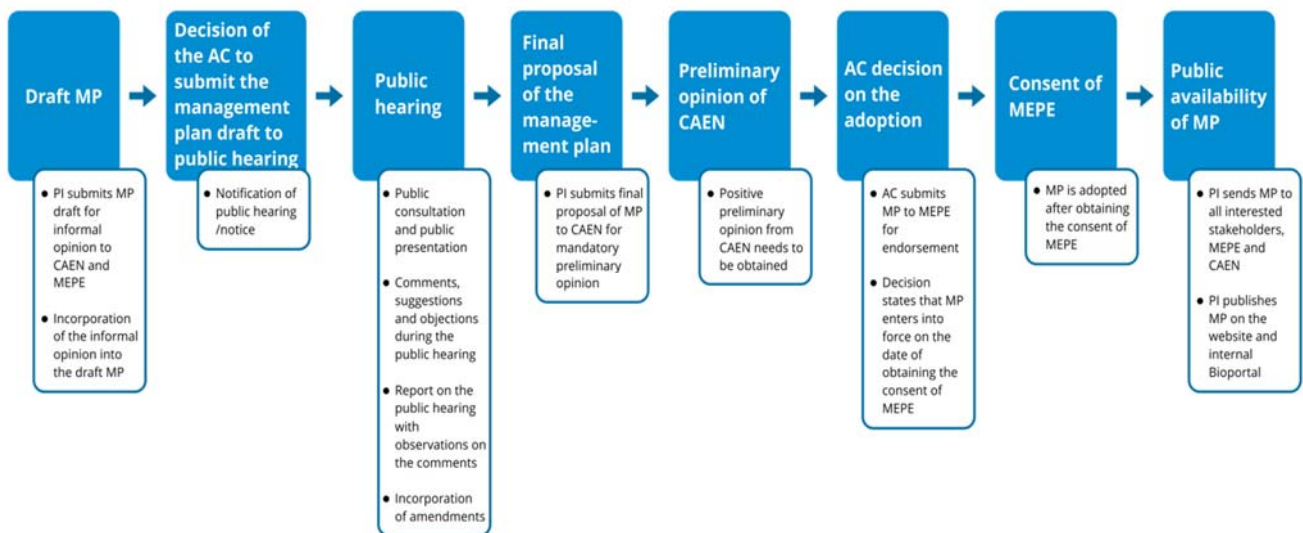 Draft MP
● PI submits MP
draft for
informal
opinion to
CAEN and
MEPE
● Incorporation
of the informal
opinion into
the draft MP
Decision of
the AC to
submit the
management
plan draft to
public hearing
● Notification of
public hearing
/notice
Public
hearing
● Public
consultation
and public
presentation
● Comments,
suggestions
and objections
during the
public hearing
● Report on the
public hearing
with
observations on
the comments
● Incorporation
of amendments
Final
proposal
of the
manage-
ment plan
● PI submits final
proposal of MP
to CAEN for
mandatory
preliminary
opinion
Preliminary
opinion of
CAEN
● Positive
preliminary
opinion from
CAEN needs to
be obtained
AC decision
on the
adoption
● AC submits
MP to MEPE
for
endorsement
● Decision
states that MP
enters into
force on the
date of
obtaining the
consent of
MEPE
Consent of
MEPE
● MP is adopted
after obtaining
the consent of
MEPE
Public
availability
of MP
● PI sends MP to
all interested
stakeholders,
MEPE and
CAEN
● PI publishes
MP on the
website and
internal
Bioportal